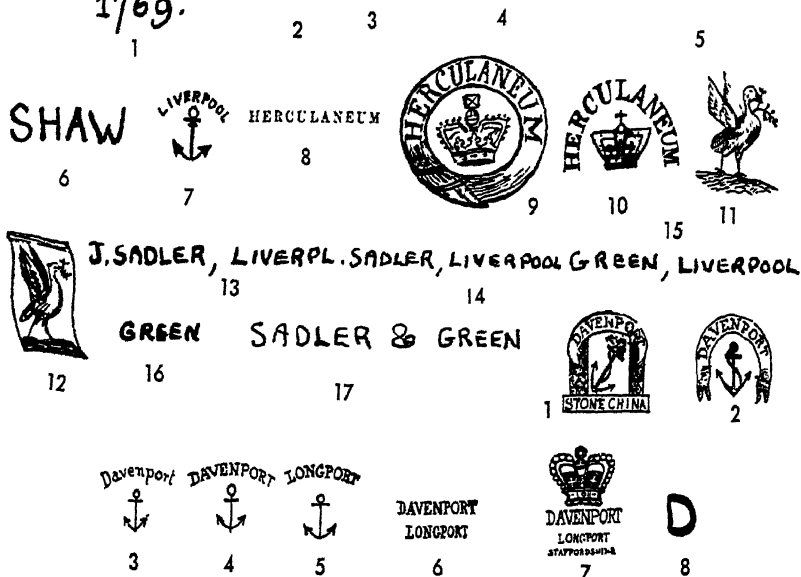 1769.
1 2 3 4 5
SHAW
6
LIVERPOOL
7
HERCULANEUM
8
HERCULANEUM
9
HERCULANEUM
10
11
12
J. SADLER, LIVERPL. SADLER, LIVERPOOL GREEN, LIVERPOOL
13 14 15
GREEN
16
SADLER & GREEN
17
DAVENPORT
STONE CHINA
1
DAVENPORT
2
Davenport
3
DAVENPORT
4
LONGPORT
5
DAVENPORT
LONGPORT
6
DAVENPORT
LONGPORT
STAFFORDSHIRE
7
D
8